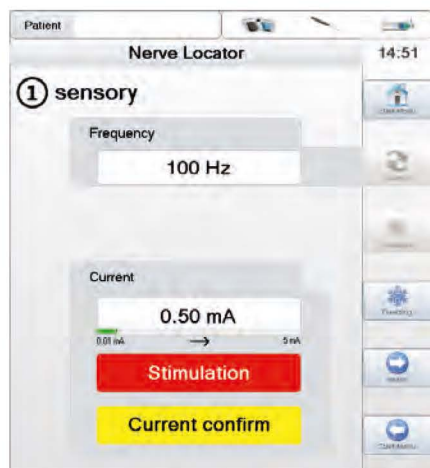 Patient
Nerve Locator
14:51
1 sensory
Frequency
100 Hz
Current
0.50 mA
0.01 mA → 5 mA
Stimulation
Current confirm
Freezing